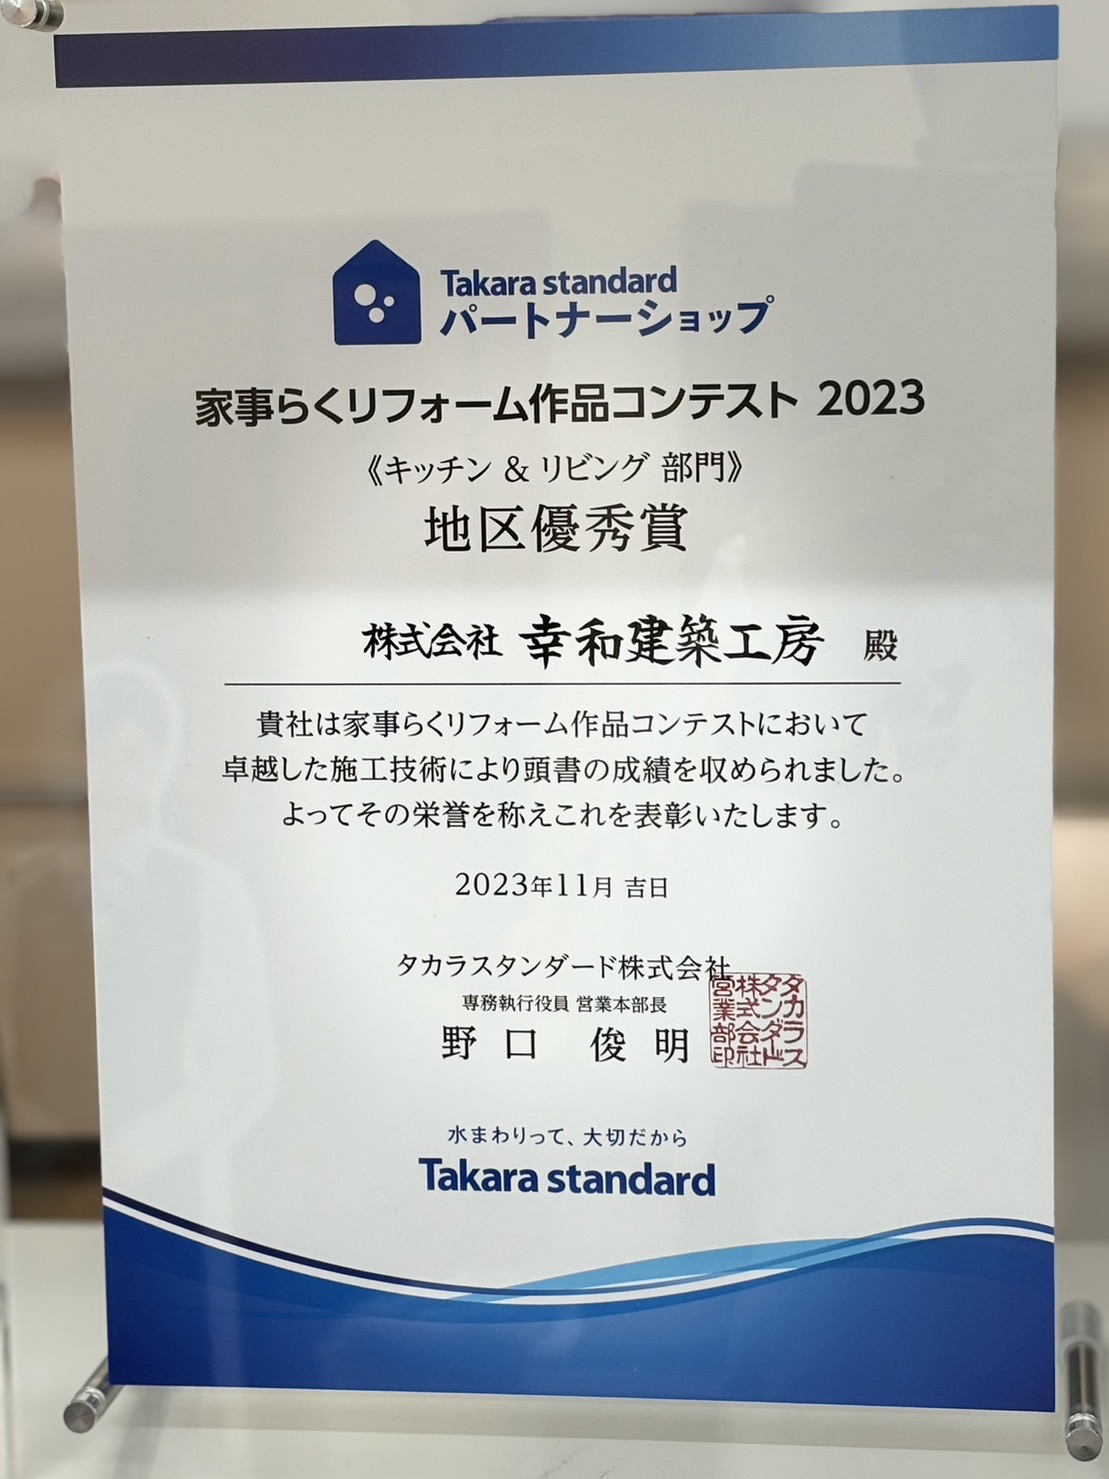 Takara standard
パートナーショップ
家事らくリフォーム作品コンテスト 2023
《キッチン & リビング 部門》
地区優秀賞
株式会社 幸和建築工房 殿
貴社は家事らくリフォーム作品コンテストにおいて
卓越した施工技術により頭書の成績を収められました。
よってその栄誉を称えこれを表彰いたします。
2023年11月 吉日
タカラスタンダード株式会社
専務執行役員 営業本部長
野口 俊明
タカラス
タンダード
株式会社
営業部印
水まわりって、大切だから
Takara standard